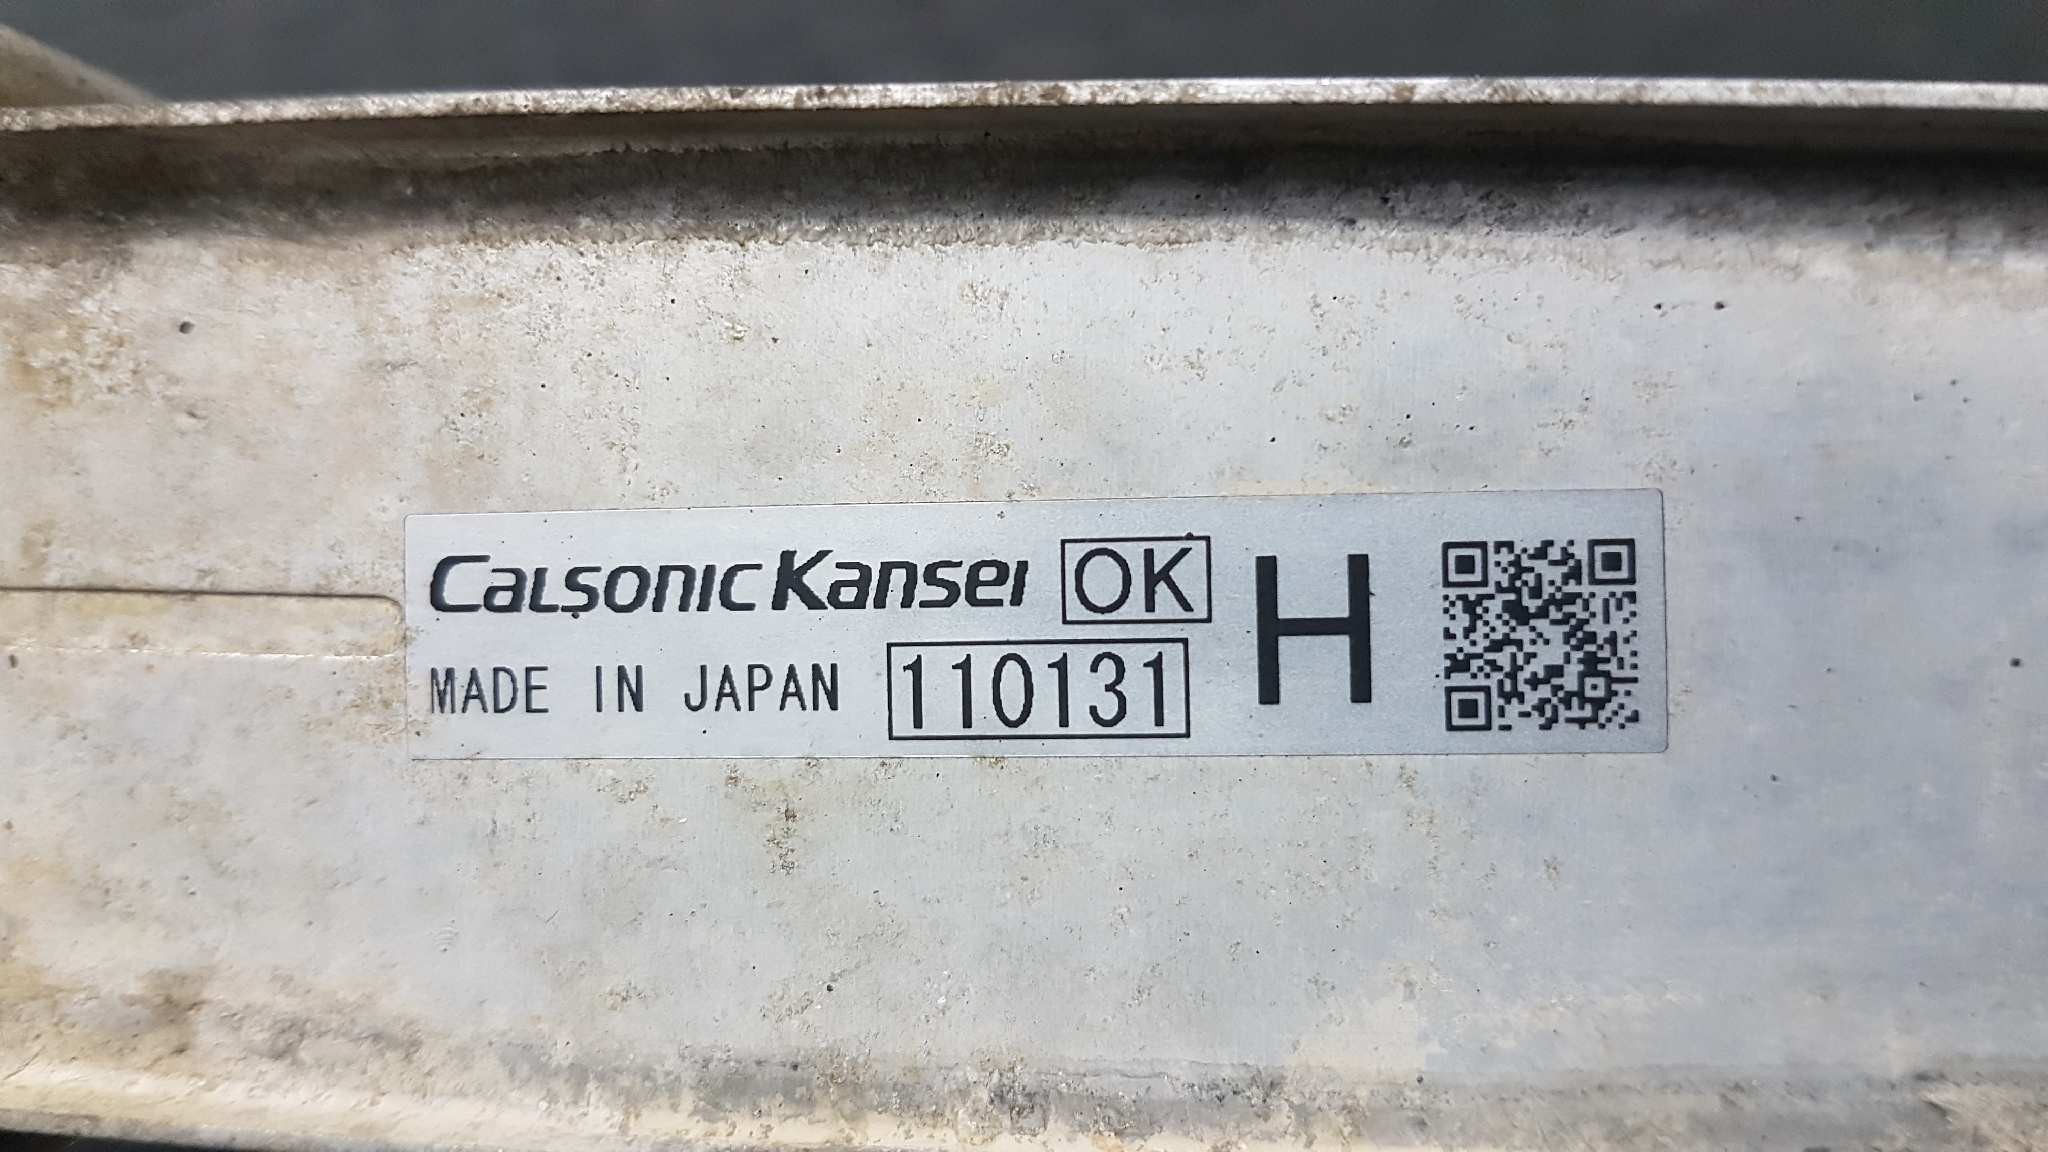 CalsonicKansei OK
MADE IN JAPAN 110131 H